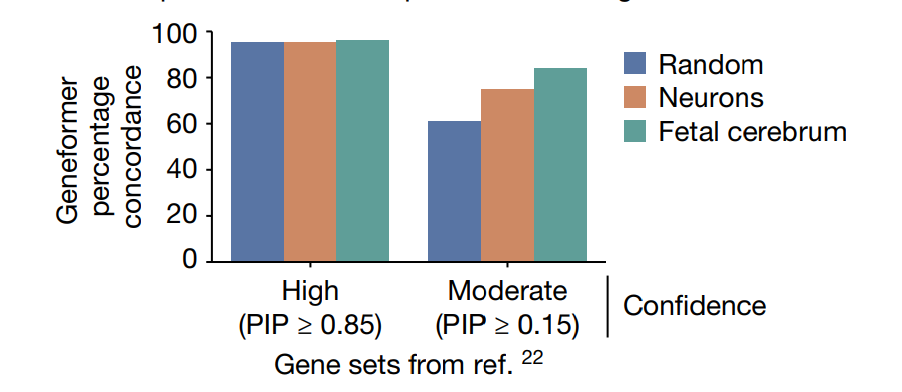 100
80
60
40
20
0
Geneformer
percentage
concordance
Random
Neurons
Fetal cerebrum
High
(PIP ≥ 0.85)
Moderate
(PIP ≥ 0.15)
Confidence
Gene sets from ref. 22